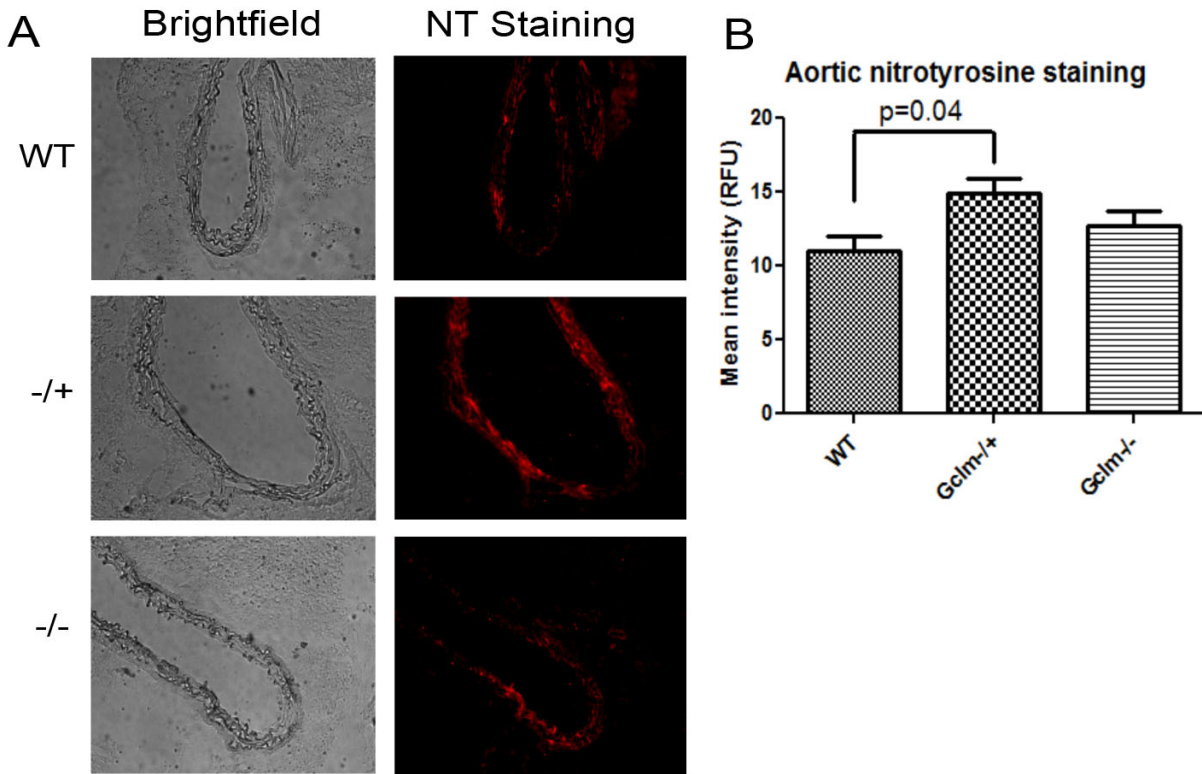 A
Brightfield
NT Staining
WT
-/+
-/-
B
Aortic nitrotyrosine staining
p=0.04
Mean intensity (RFU)
20
15
10
5
0
WT
Gclm-/+
Gclm-/-